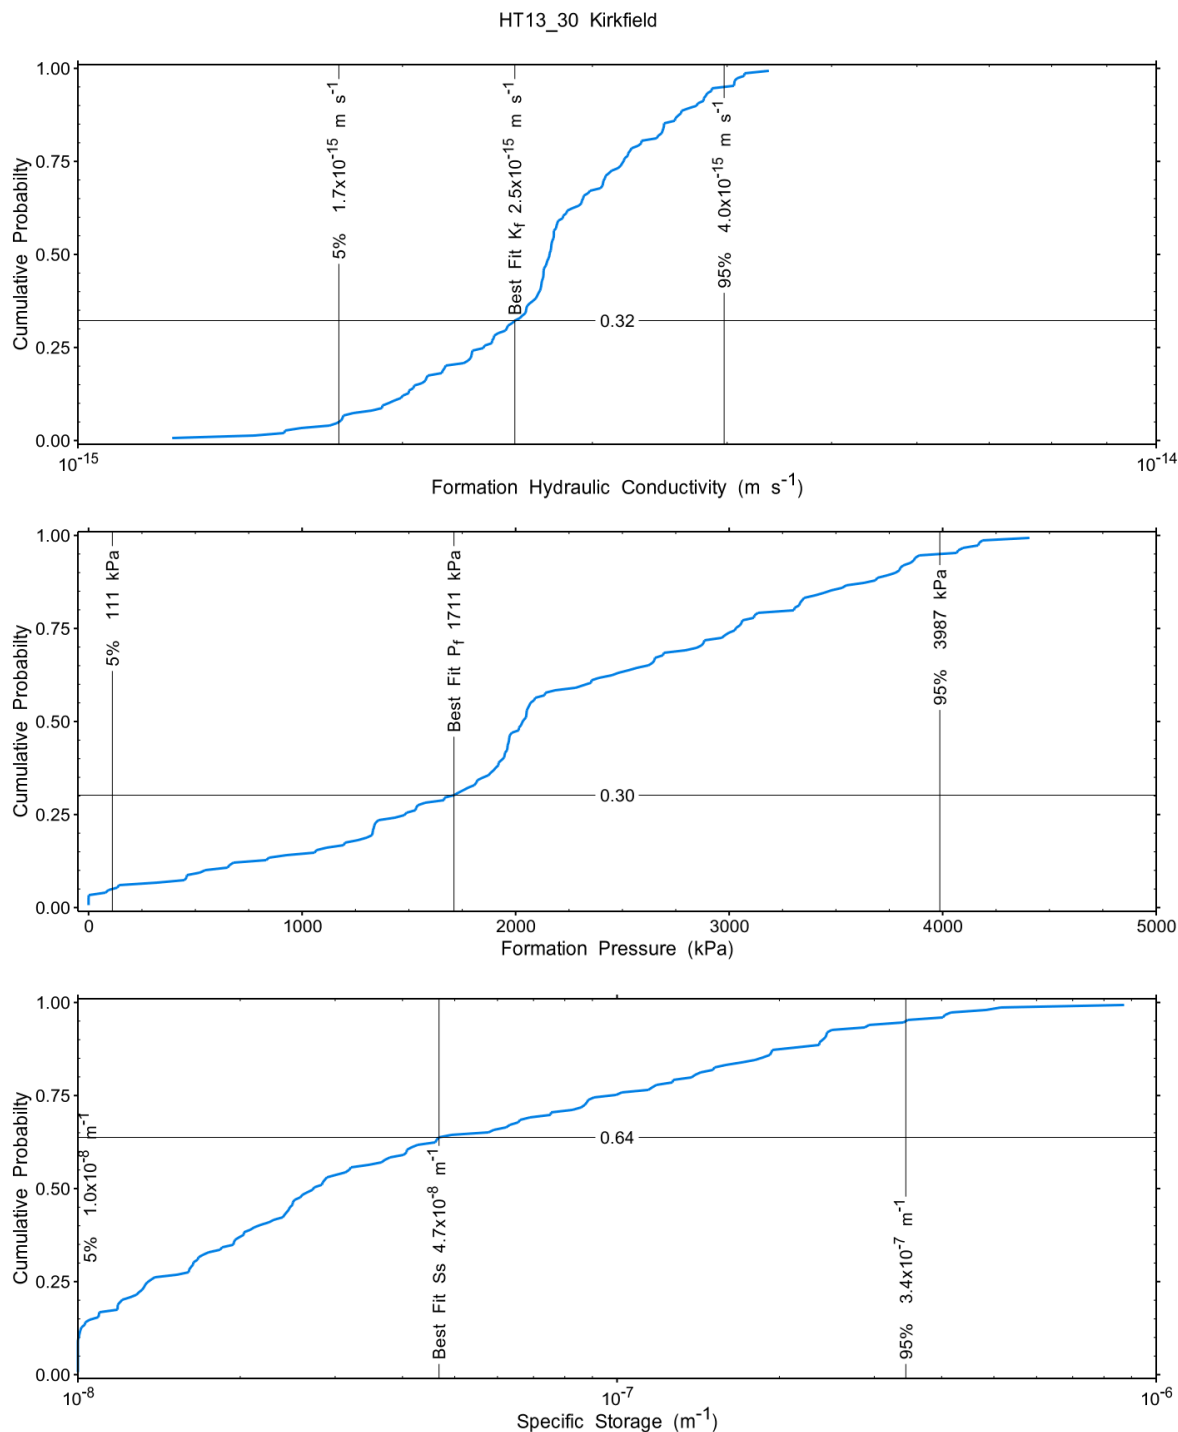 HT13_30 Kirkfield
1.00
0.75
0.50
0.25
0.00
Cumulative Probabilty
5% 1.7x10⁻¹⁵ m s⁻¹
Best Fit K_f 2.5x10⁻¹⁵ m s⁻¹
95% 4.0x10⁻¹⁵ m s⁻¹
0.32
10⁻¹⁵
10⁻¹⁴
Formation Hydraulic Conductivity (m s⁻¹)
1.00
0.75
0.50
0.25
0.00
Cumulative Probabilty
5% 111 kPa
Best Fit P_f 1711 kPa
95% 3987 kPa
0.30
0 1000 2000 3000 4000 5000
Formation Pressure (kPa)
1.00
0.75
0.50
0.25
0.00
Cumulative Probabilty
5% 1.0x10⁻⁸ m⁻¹
Best Fit Ss 4.7x10⁻⁸ m⁻¹
95% 3.4x10⁻⁷ m⁻¹
0.64
10⁻⁸ 10⁻⁷ 10⁻⁶
Specific Storage (m⁻¹)